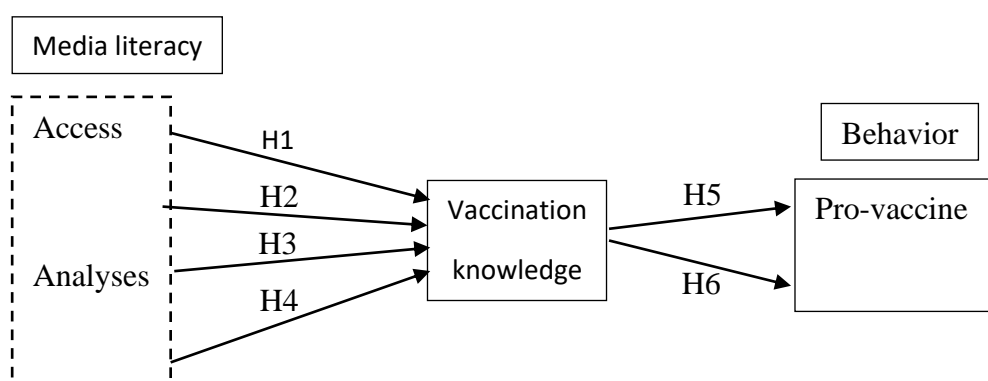 Media literacy
Access
H1
Behavior
H2
Vaccination
H5
Pro-vaccine
H3
Analyses
knowledge
H6
H4